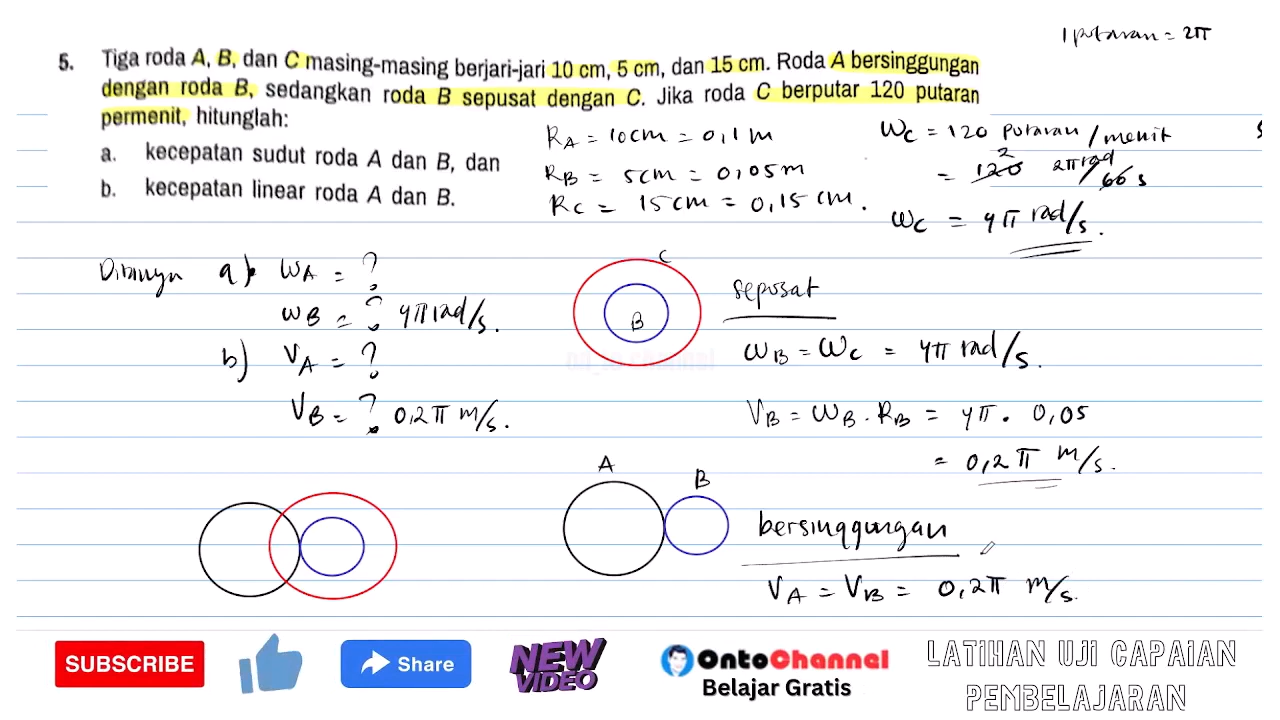 1 putaran = 2π
5. Tiga roda A, B, dan C masing-masing berjari-jari 10 cm, 5 cm, dan 15 cm. Roda A bersinggungan
dengan roda B, sedangkan roda B sepusat dengan C. Jika roda C berputar 120 putaran
permenit, hitunglah:
a. kecepatan sudut roda A dan B, dan
b. kecepatan linear roda A dan B.
RA = 10cm = 0,1 m
RB = 5cm = 0,05m
RC = 15cm = 0,15 cm.
ωC = 120 putaran/menit
= 120 2 2π rad/60 s
ωC = 4π rad/s.
a) ωA = ?
ωB = ? 4π rad/s.
b) VA = ?
VB = ? 0,2π m/s.
C
B
sepusat
ωB = ωC = 4π rad/s.
VB = ωB . RB = 4π . 0,05
= 0,2π m/s.
A
B
bersinggungan
VA = VB = 0,2π m/s.
SUBSCRIBE
Share
NEW
VIDEO
OntoChannel
Belajar Gratis
LATIHAN UJI CAPAIAN
PEMBELAJARAN